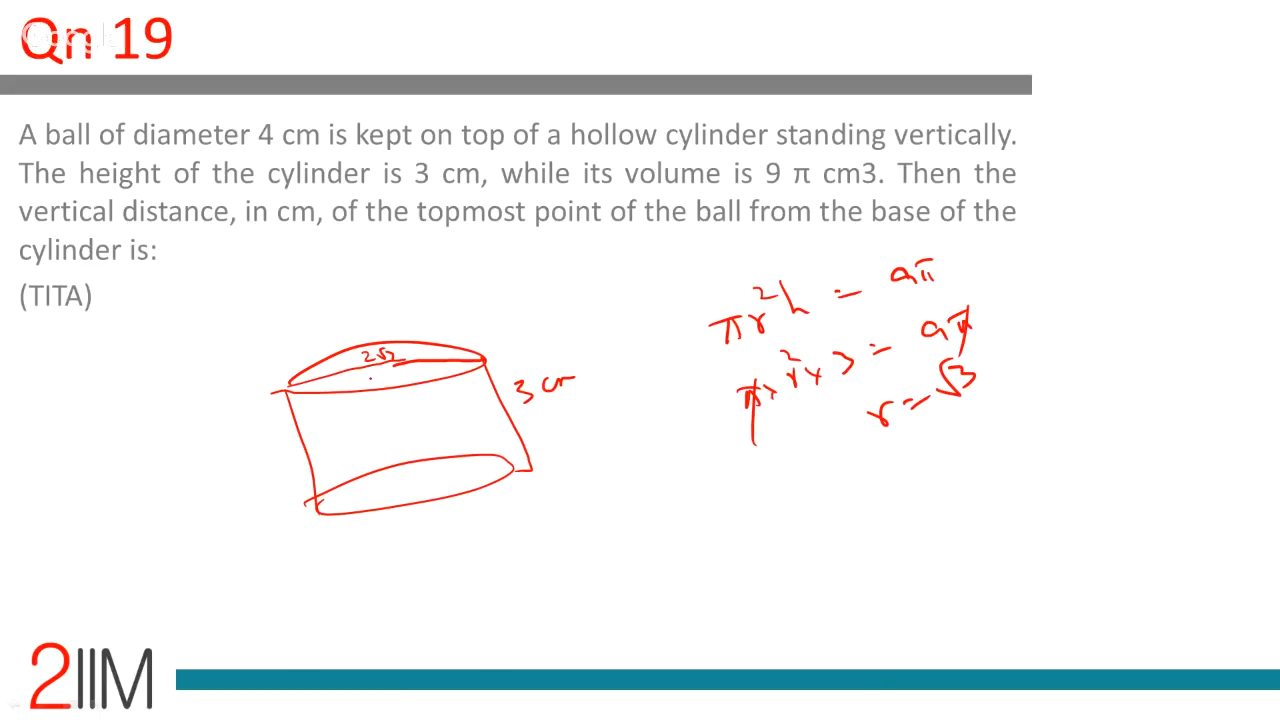 Qn 19
A ball of diameter 4 cm is kept on top of a hollow cylinder standing vertically.
The height of the cylinder is 3 cm, while its volume is 9 π cm3. Then the
vertical distance, in cm, of the topmost point of the ball from the base of the
cylinder is:
(TITA)
πr²h = 9π
π×r²×3 = 9π
r = √3
2√3
3 cm
2IIM